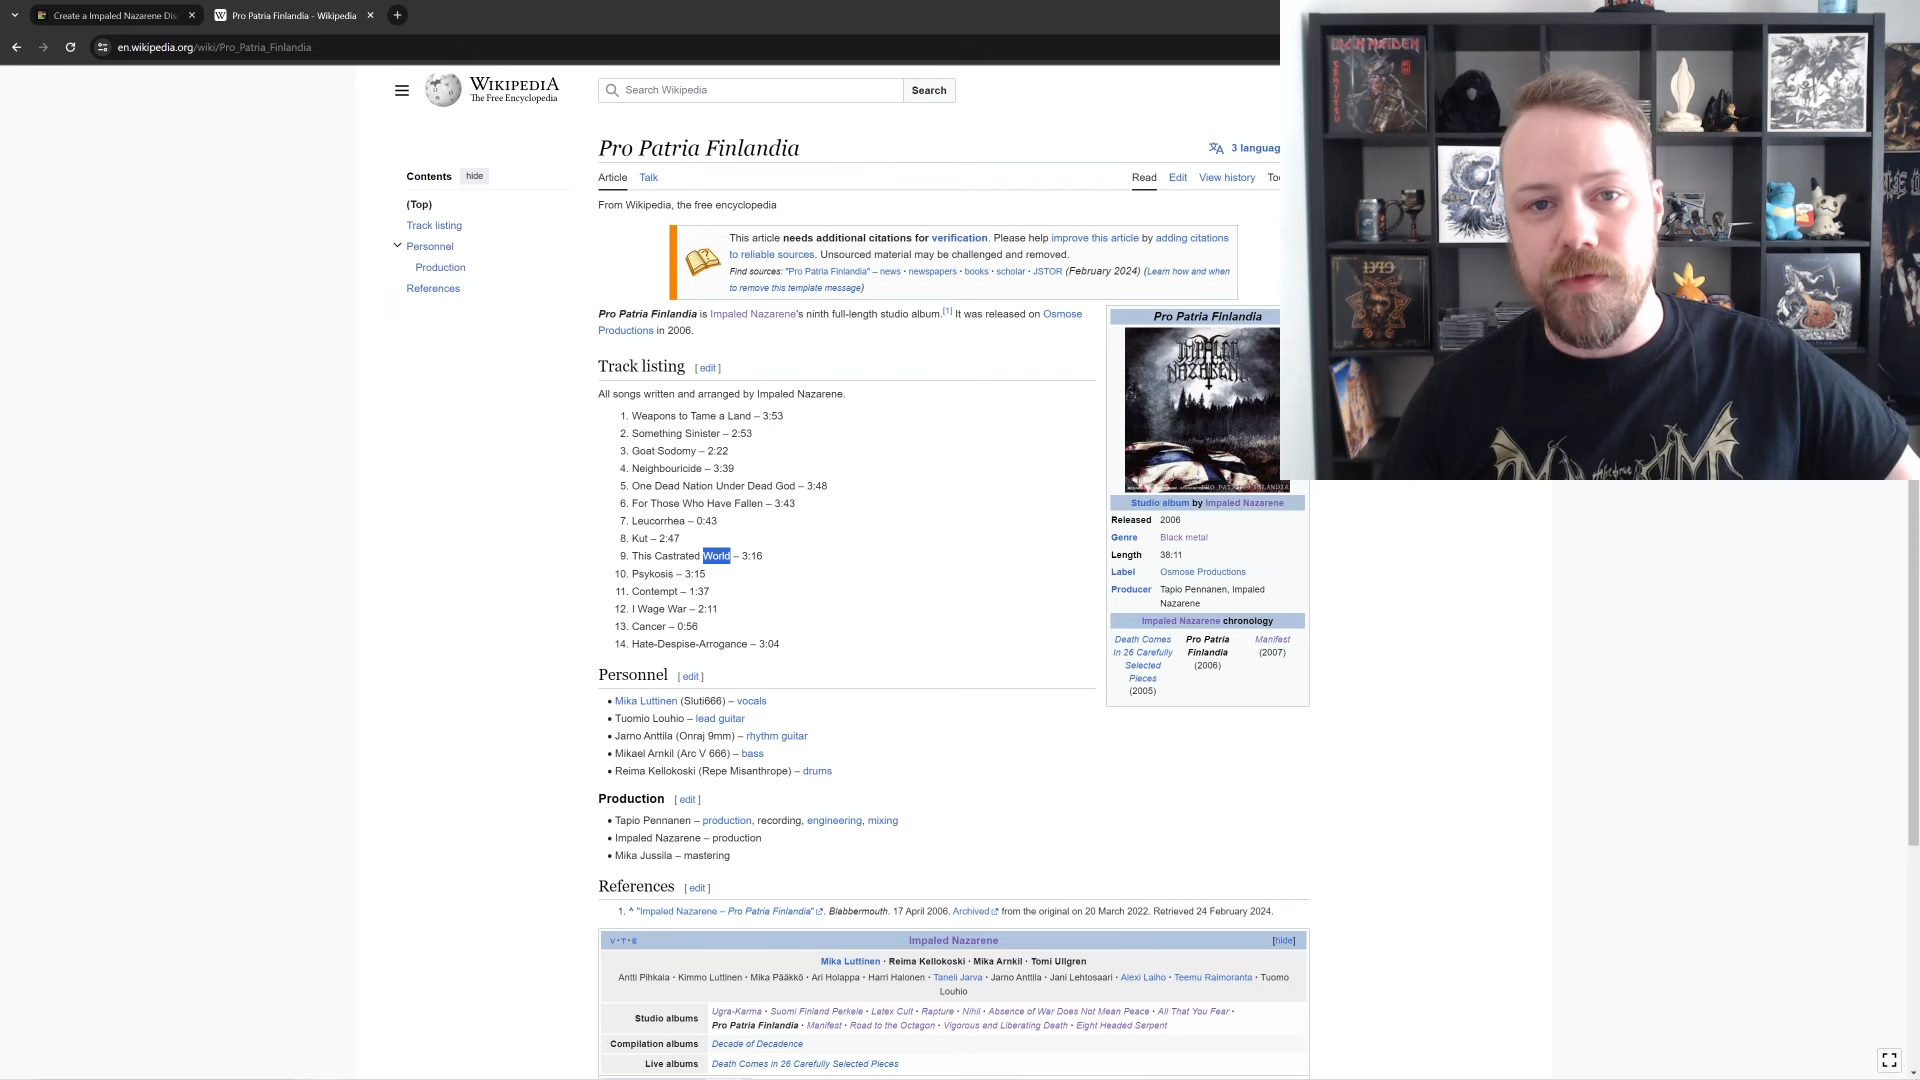 Create a Impaled Nazarene Dis
Pro Patria Finlandia - Wikipedia
en.wikipedia.org/wiki/Pro_Patria_Finlandia
WIKIPEDIA
The Free Encyclopedia
Search Wikipedia
Search
Pro Patria Finlandia
3 languag
Contents hide
(Top)
Track listing
Personnel
Production
References
Article Talk
Read Edit View history Too
From Wikipedia, the free encyclopedia
This article needs additional citations for verification. Please help improve this article by adding citations
to reliable sources. Unsourced material may be challenged and removed.
Find sources: "Pro Patria Finlandia" – news · newspapers · books · scholar · JSTOR (February 2024) (Learn how and when
to remove this template message)
Pro Patria Finlandia is Impaled Nazarene's ninth full-length studio album.[1] It was released on Osmose
Productions in 2006.
Track listing [ edit ]
All songs written and arranged by Impaled Nazarene.
1. Weapons to Tame a Land – 3:53
2. Something Sinister – 2:53
3. Goat Sodomy – 2:22
4. Neighbouricide – 3:39
5. One Dead Nation Under Dead God – 3:48
6. For Those Who Have Fallen – 3:43
7. Leucorrhea – 0:43
8. Kut – 2:47
9. This Castrated World – 3:16
10. Psykosis – 3:15
11. Contempt – 1:37
12. I Wage War – 2:11
13. Cancer – 0:56
14. Hate-Despise-Arrogance – 3:04
Pro Patria Finlandia
IMPALED
NAZARENE
PRO PATRIA FINLANDIA
Studio album by Impaled Nazarene
Released 2006
Genre Black metal
Length 38:11
Label Osmose Productions
Producer Tapio Pennanen, Impaled
Nazarene
Impaled Nazarene chronology
Death Comes
In 26 Carefully
Selected
Pieces
(2005)
Pro Patria
Finlandia
(2006)
Manifest
(2007)
Personnel [ edit ]
• Mika Luttinen (Sluti666) – vocals
• Tuomio Louhio – lead guitar
• Jarno Anttila (Onraj 9mm) – rhythm guitar
• Mikael Arnkil (Arc V 666) – bass
• Reima Kellokoski (Repe Misanthrope) – drums
Production [ edit ]
• Tapio Pennanen – production, recording, engineering, mixing
• Impaled Nazarene – production
• Mika Jussila – mastering
References [ edit ]
1. ^ "Impaled Nazarene – Pro Patria Finlandia". Blabbermouth. 17 April 2006. Archived from the original on 20 March 2022. Retrieved 24 February 2024.
V · T · E
Impaled Nazarene
[hide]
Mika Luttinen · Reima Kellokoski · Mika Arnkil · Tomi Ullgren
Antti Pihkala · Kimmo Luttinen · Mika Pääkkö · Ari Holappa · Harri Halonen · Taneli Jarva · Jarno Anttila · Jani Lehtosaari · Alexi Laiho · Teemu Raimoranta · Tuomo
Louhio
Studio albums
Ugra-Karma · Suomi Finland Perkele · Latex Cult · Rapture · Nihil · Absence of War Does Not Mean Peace · All That You Fear ·
Pro Patria Finlandia · Manifest · Road to the Octagon · Vigorous and Liberating Death · Eight Headed Serpent
Compilation albums Decade of Decadence
Live albums Death Comes in 26 Carefully Selected Pieces
IRON MAIDEN
SENJUTSU
1349